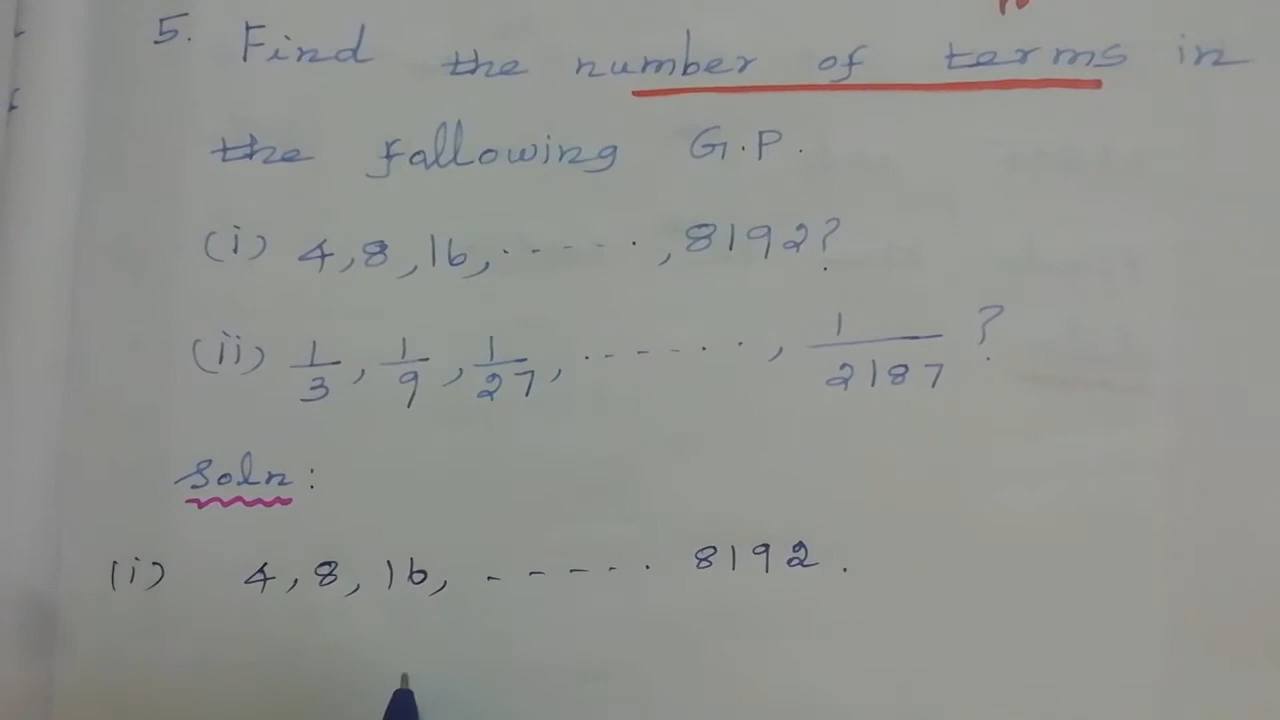 5. Find the number of terms in
the following G.P.
(i) 4, 8, 16, ......, 8192?
(ii) 1/3, 1/9, 1/27, ......., 1/2187?
Soln:
(i) 4, 8, 16, ------ 8192.